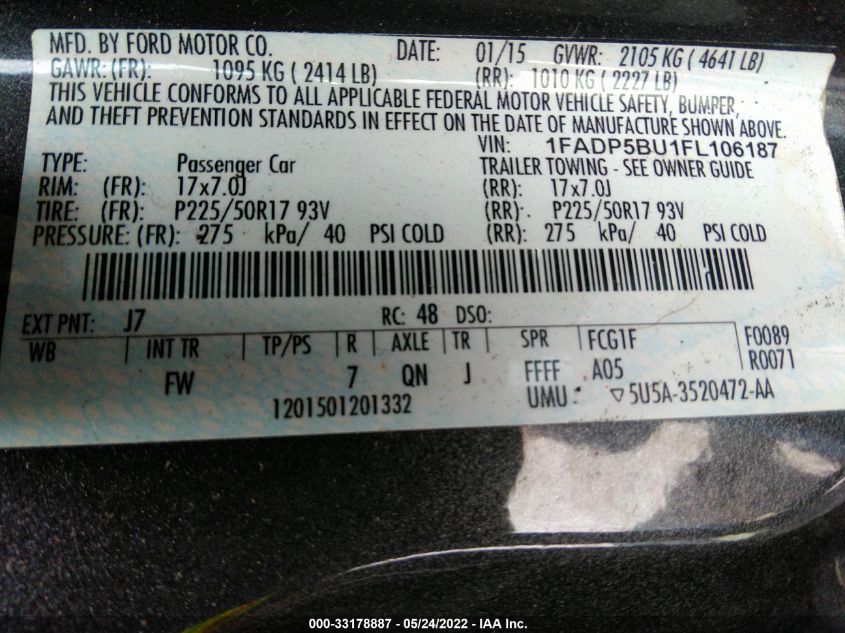 MFD. BY FORD MOTOR CO. DATE: 01/15 GVWR: 2105 KG ( 4641 LB)
GAWR: (FR): 1095 KG ( 2414 LB) (RR): 1010 KG ( 2227 LB)
THIS VEHICLE CONFORMS TO ALL APPLICABLE FEDERAL MOTOR VEHICLE SAFETY, BUMPER,
AND THEFT PREVENTION STANDARDS IN EFFECT ON THE DATE OF MANUFACTURE SHOWN ABOVE.
VIN: 1FADP5BU1FL106187
TYPE: Passenger Car TRAILER TOWING - SEE OWNER GUIDE
RIM: (FR): 17x7.0J (RR): 17x7.0J
TIRE: (FR): P225/50R17 93V (RR): P225/50R17 93V
PRESSURE: (FR): 275 kPa/ 40 PSI COLD (RR): 275 kPa/ 40 PSI COLD
EXT PNT: J7 RC: 48 DSO:
WB INT TR TP/PS R AXLE TR SPR FCG1F F0089
FW 7 QN J FFFF A05 R0071
1201501201332 UMU: ▽5U5A-3520472-AA
000-33178887 - 05/24/2022 - IAA Inc.